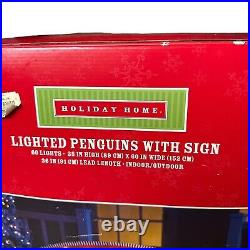 HOLIDAY HOME.
LIGHTED PENGUINS WITH SIGN
60 LIGHTS - 35 IN HIGH (89 CM) X 60 IN WIDE (152 CM)
36 IN (91 CM) LEAD LENGTH - INDOOR/OUTDOOR